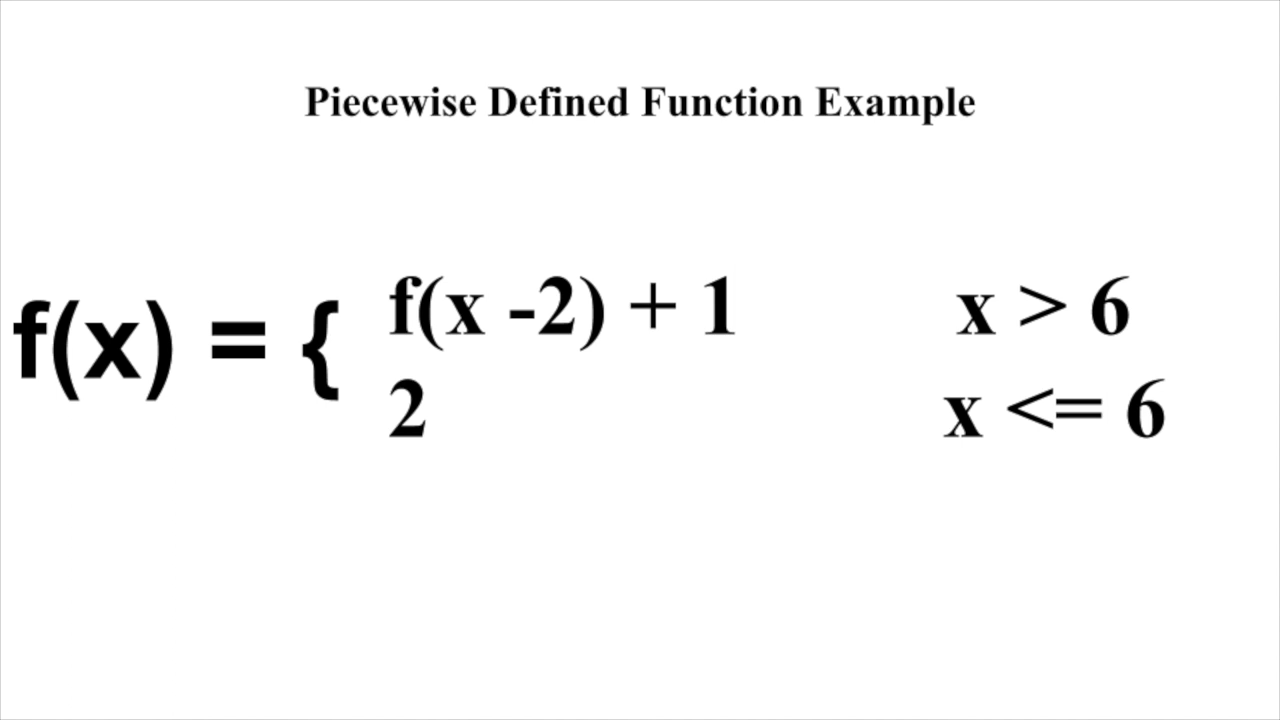 Piecewise Defined Function Example
f(x) = { f(x -2) + 1 x > 6
2 x <= 6